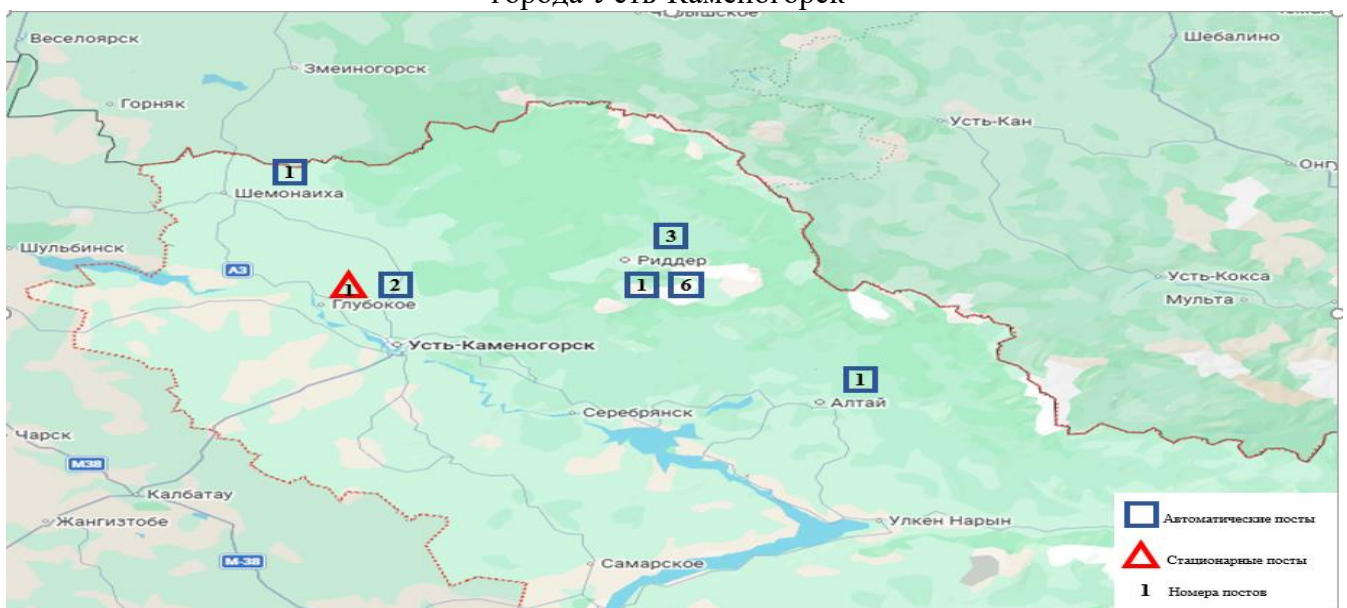 города Усть-Каменогорск
Чарышское
Веселоярск
Шебалино
Змеиногорск
Горняк
Усть-Кан
1
Шемонаиха
3
Шульбинск
Риддер
А3
Усть-Кокса
1
2
1
6
Мульта
Глубокое
Усть-Каменогорск
1
Алтай
Серебрянск
Чарск
M38
Калбатау
Жангизтобе
Улкен Нарын
Автоматические посты
M-38
Самарское
Стационарные посты
1 Номера постов